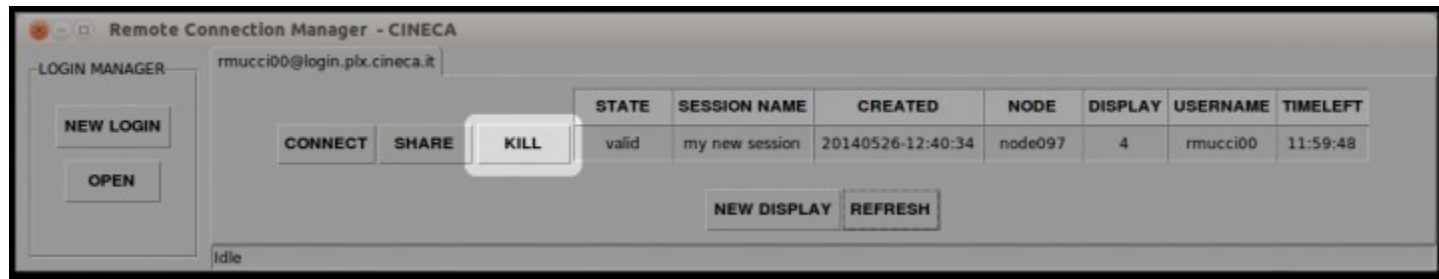 Remote Connection Manager - CINECA
LOGIN MANAGER
NEW LOGIN
OPEN
rmucci00@login.plx.cineca.it
STATE SESSION NAME CREATED NODE DISPLAY USERNAME TIMELEFT
CONNECT SHARE KILL valid my new session 20140526-12:40:34 node097 4 rmucci00 11:59:48
NEW DISPLAY REFRESH
Idle